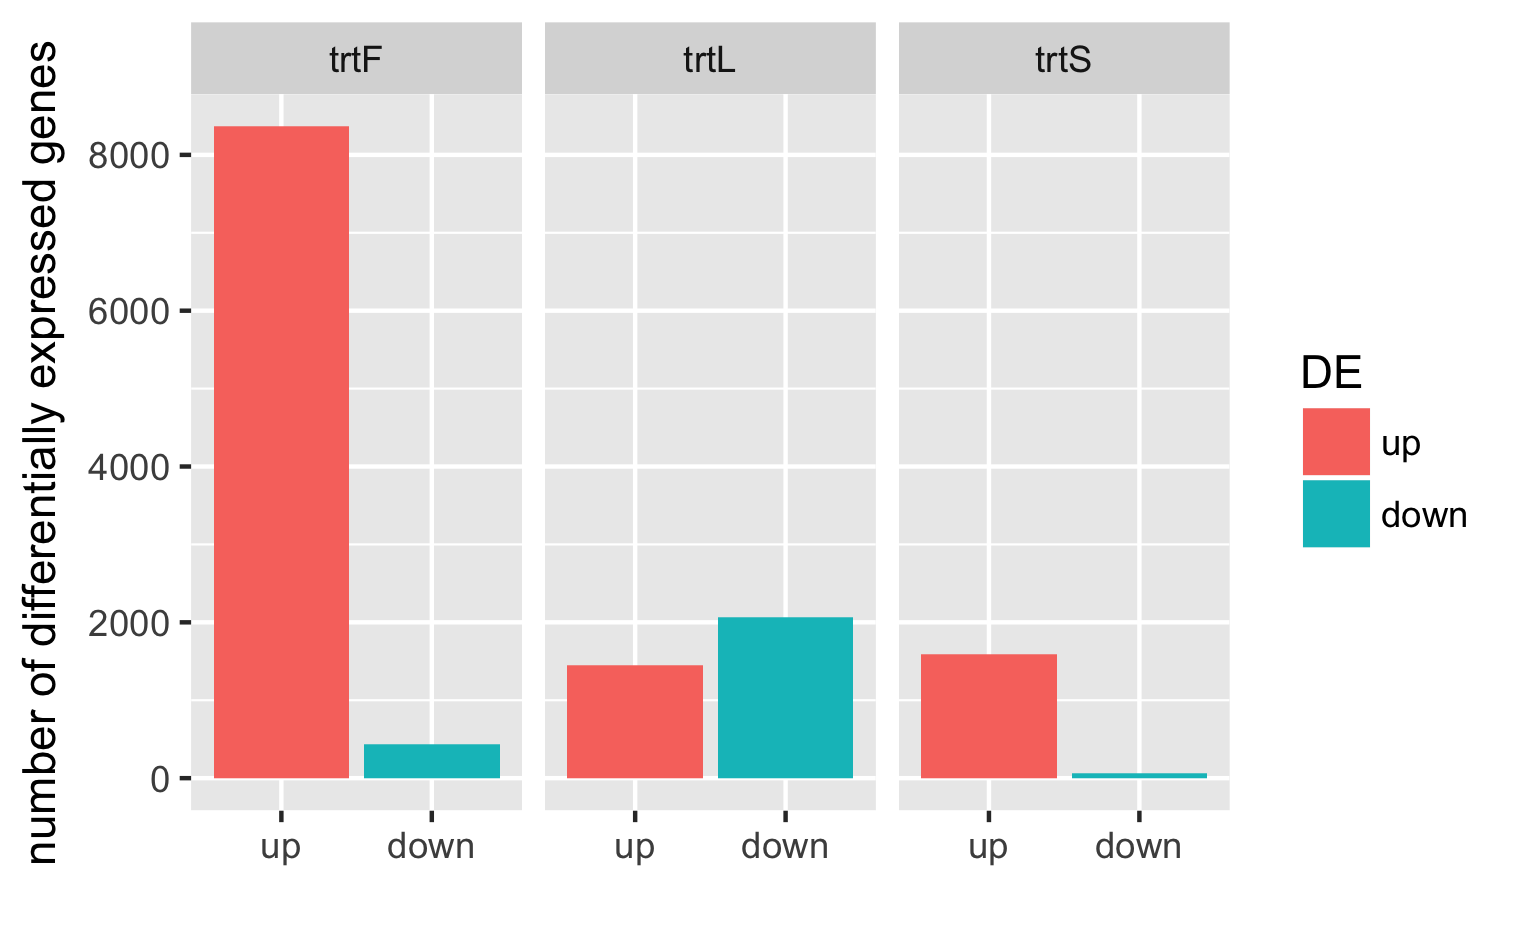 number of differentially expressed genes
trtF
trtL
trtS
8000
6000
4000
2000
0
up
down
up
down
up
down
DE
up
down